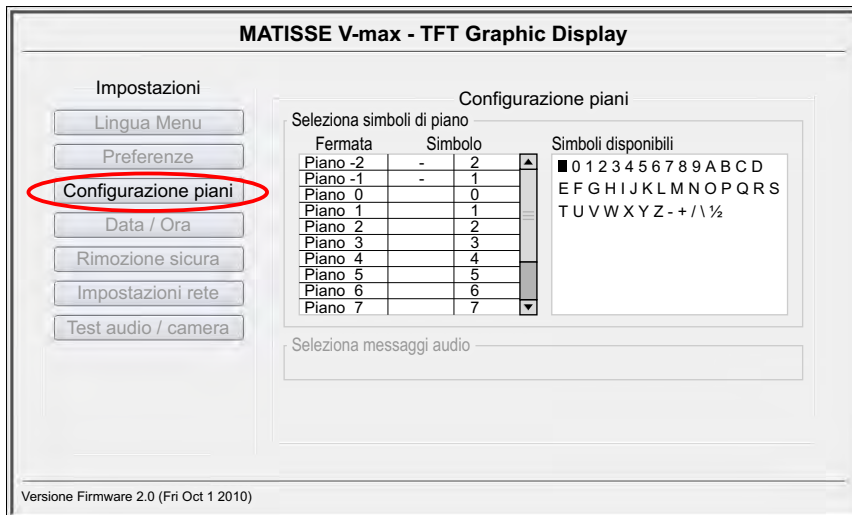 MATISSE V-max - TFT Graphic Display
Impostazioni
Lingua Menu
Preferenze
Configurazione piani
Data / Ora
Rimozione sicura
Impostazioni rete
Test audio / camera
Configurazione piani
Seleziona simboli di piano
Fermata Simbolo
Piano -2 - 2
Piano -1 - 1
Piano 0 0
Piano 1 1
Piano 2 2
Piano 3 3
Piano 4 4
Piano 5 5
Piano 6 6
Piano 7 7
Simboli disponibili
0 1 2 3 4 5 6 7 8 9 A B C D
E F G H I J K L M N O P Q R S
T U V W X Y Z - + / \ ½
Seleziona messaggi audio
Versione Firmware 2.0 (Fri Oct 1 2010)